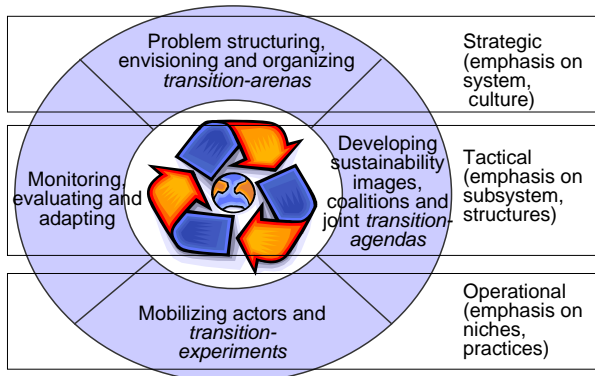 Problem structuring,
envisioning and organizing
transition-arenas
Strategic
(emphasis on
system,
culture)
Monitoring,
evaluating and
adapting
Developing
sustainability
images,
coalitions and
joint transition-
agendas
Tactical
(emphasis on
subsystem,
structures)
Mobilizing actors and
transition-
experiments
Operational
(emphasis on
niches,
practices)